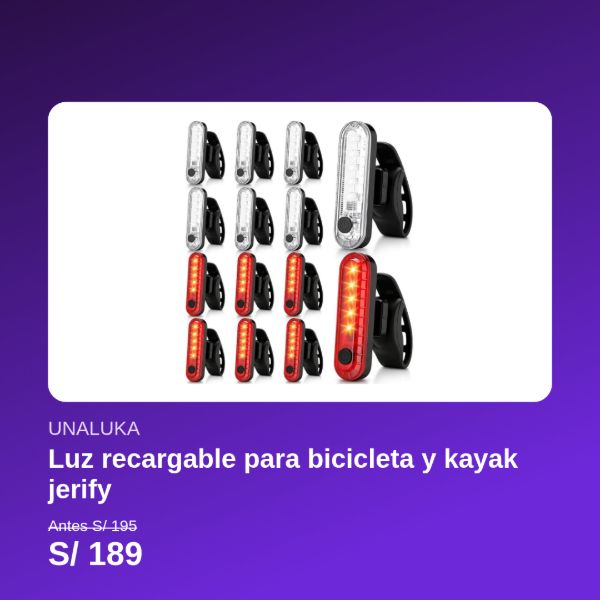 UNALUKA
Luz recargable para bicicleta y kayak
jerify
Antes S/ 195
S/ 189